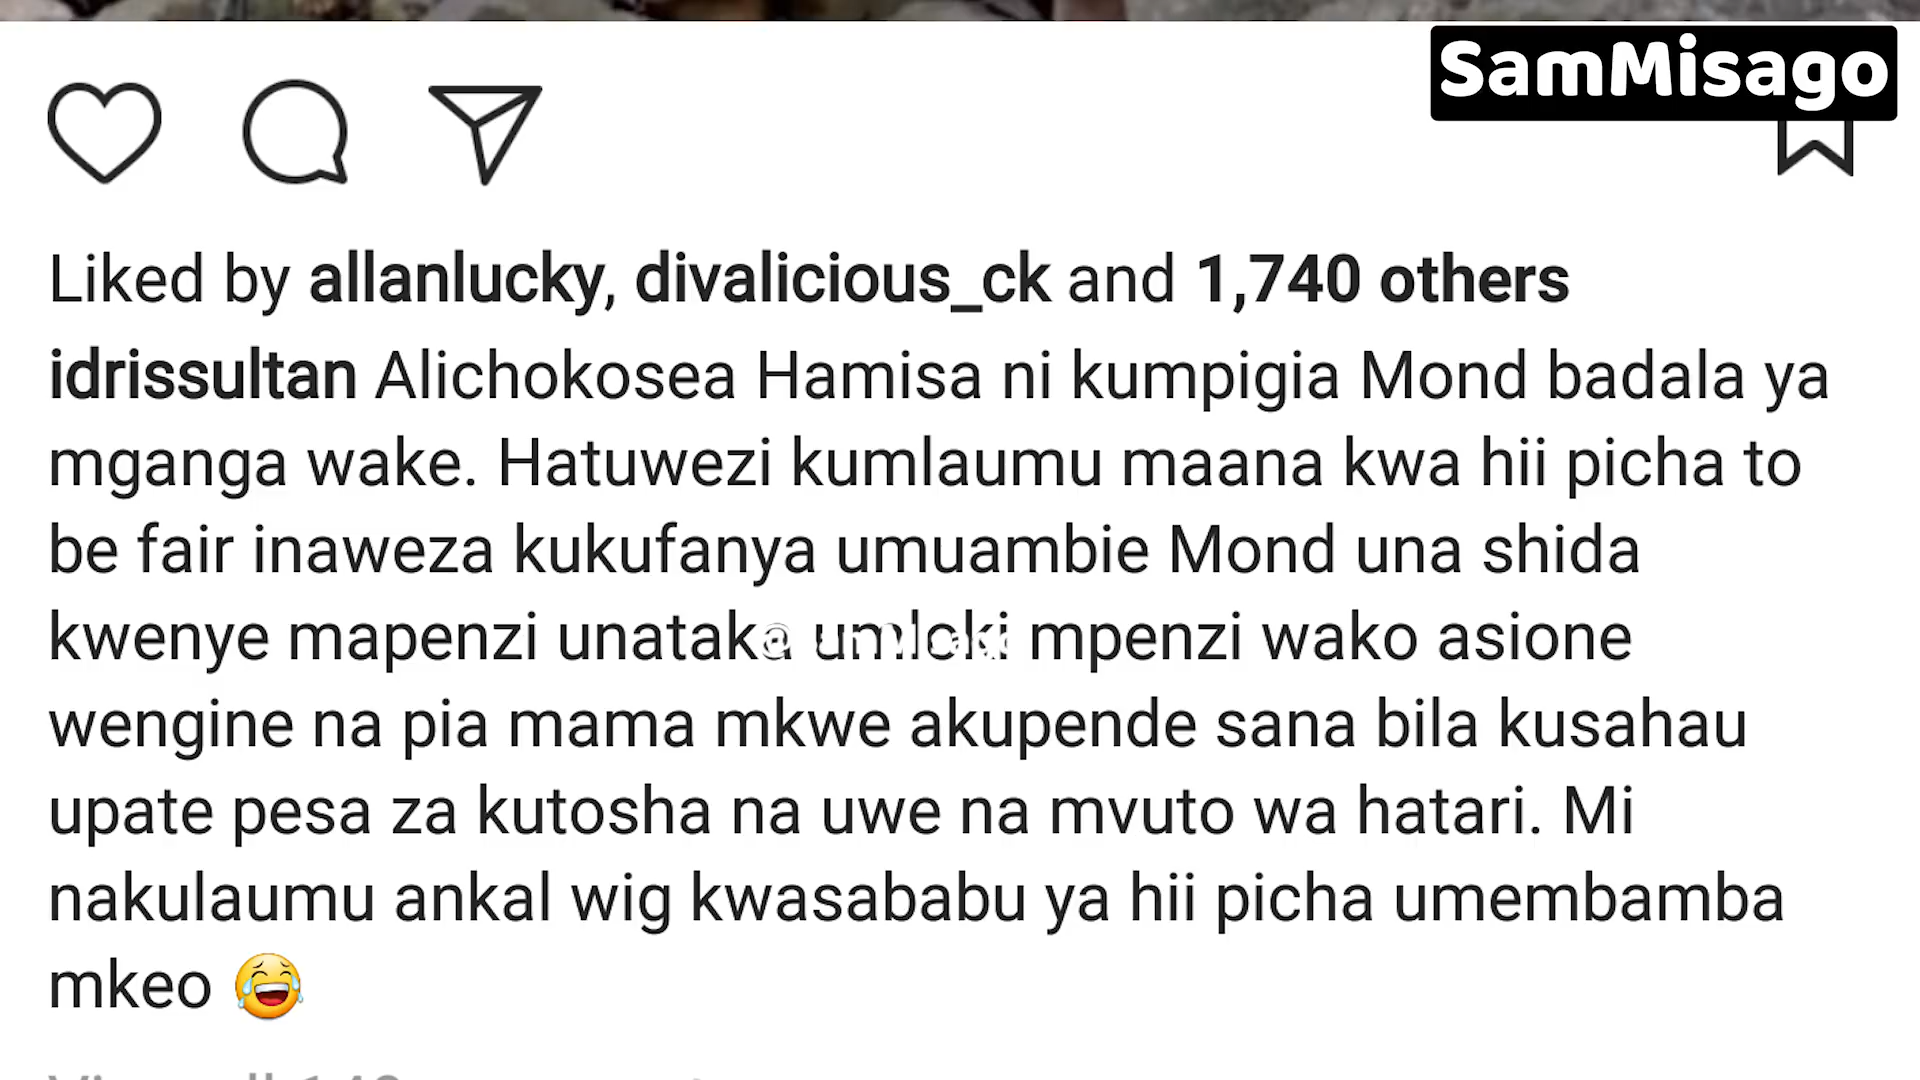 SamMisago
Liked by allanlucky, divalicious_ck and 1,740 others
idrissultan Alichokosea Hamisa ni kumpigia Mond badala ya
mganga wake. Hatuwezi kumlaumu maana kwa hii picha to
be fair inaweza kukufanya umuambie Mond una shida
kwenye mapenzi unataka umloki mpenzi wako asione
wengine na pia mama mkwe akupende sana bila kusahau
upate pesa za kutosha na uwe na mvuto wa hatari. Mi
nakulaumu ankal wig kwasababu ya hii picha umembamba
mkeo 😂